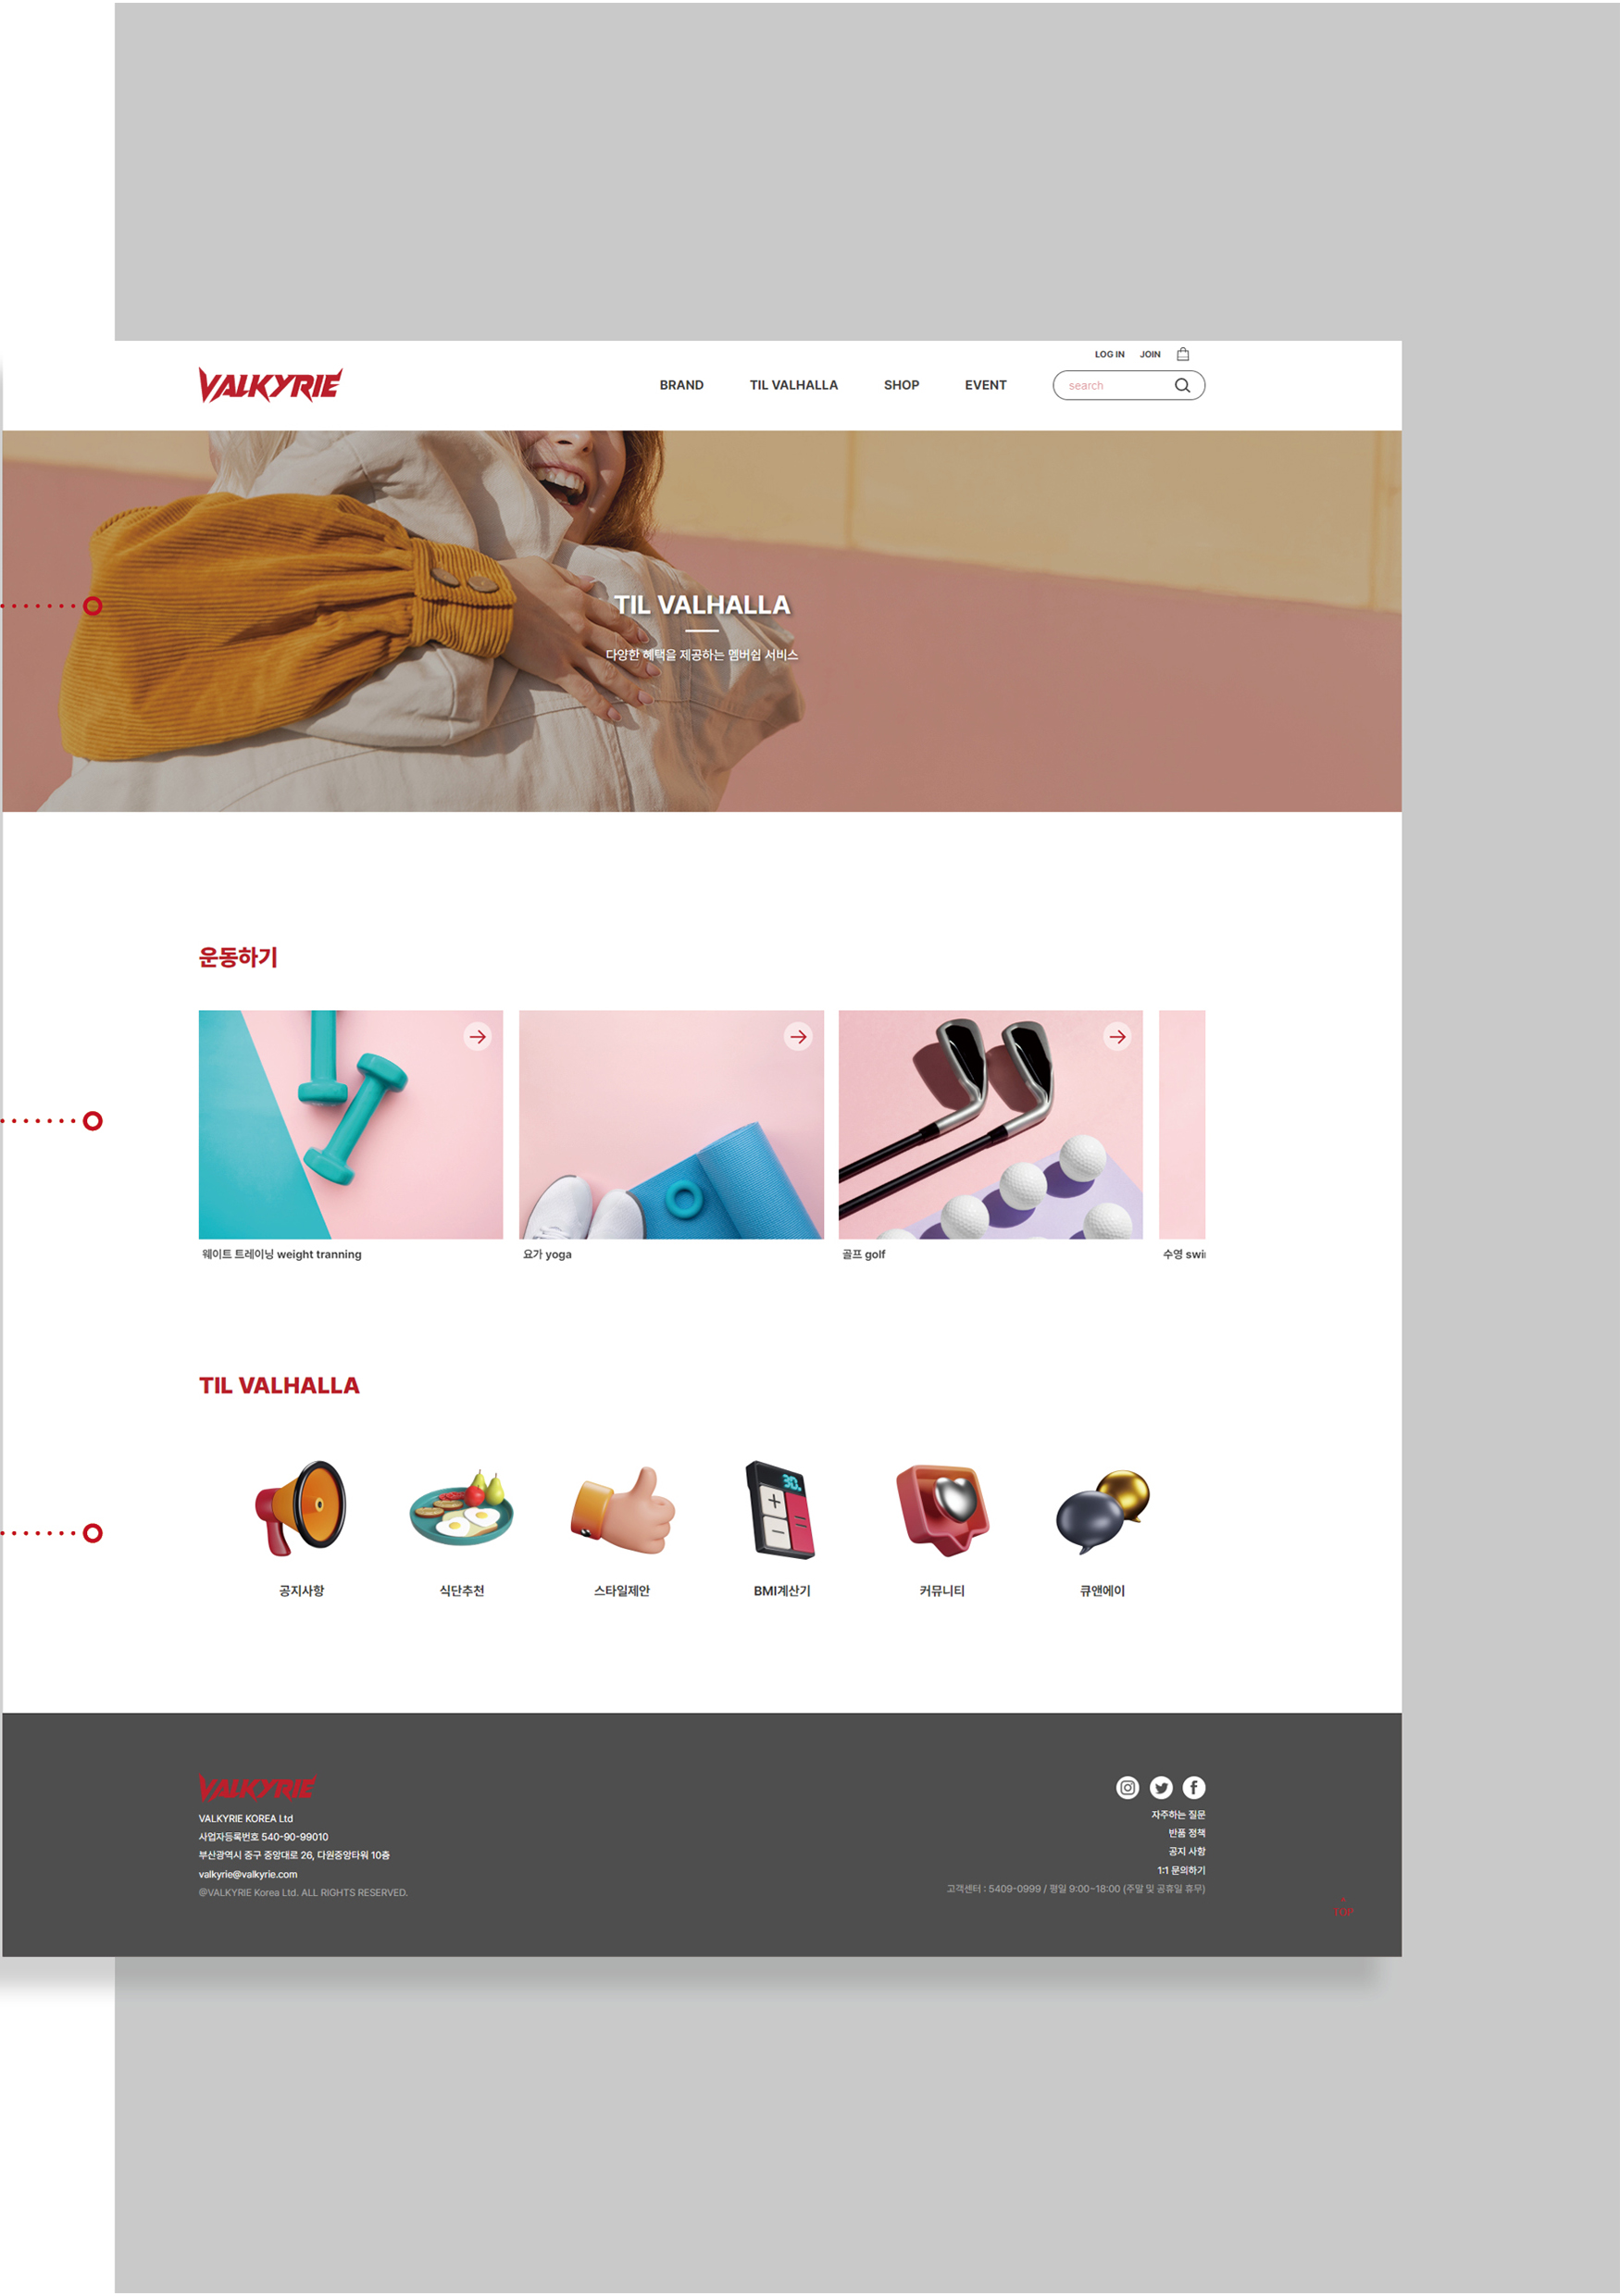 LOG IN JOIN
VALKYRIE
BRAND TIL VALHALLA SHOP EVENT search
TIL VALHALLA
다양한 혜택을 제공하는 멤버쉽 서비스
운동하기
웨이트 트레이닝 weight tranning
요가 yoga
골프 golf
수영 swi
TIL VALHALLA
30.
공지사항
식단추천
스타일제안
BMI계산기
커뮤니티
큐앤에이
VALKYRIE
VALKYRIE KOREA Ltd
사업자등록번호 540-90-99010
부산광역시 중구 중앙대로 26, 다원중앙타워 10층
valkyrie@valkyrie.com
@VALKYRIE Korea Ltd. ALL RIGHTS RESERVED.
자주하는 질문
반품 정책
공지 사항
1:1 문의하기
고객센터 : 5409-0999 / 평일 9:00~18:00 (주말 및 공휴일 휴무)
TOP